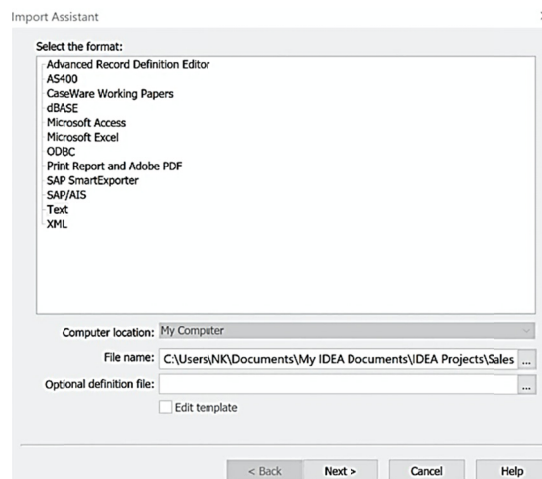 Import Assistant
Select the format:
Advanced Record Definition Editor
AS400
CaseWare Working Papers
dBASE
Microsoft Access
Microsoft Excel
ODBC
Print Report and Adobe PDF
SAP SmartExporter
SAP/AIS
Text
XML
Computer location: My Computer
File name: C:\Users\NK\Documents\My IDEA Documents\IDEA Projects\Sales ...
Optional definition file: ...
Edit template
< Back Next > Cancel Help